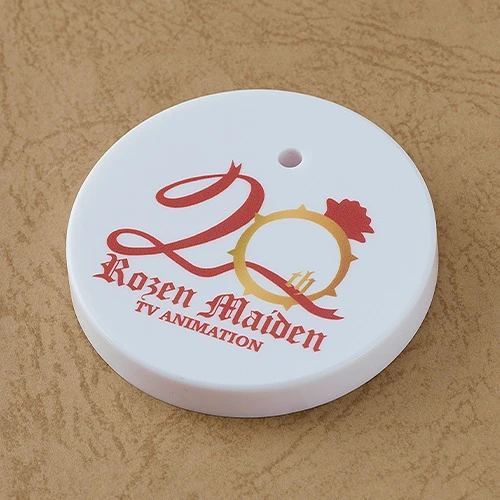 20th
Rozen Maiden
TV ANIMATION